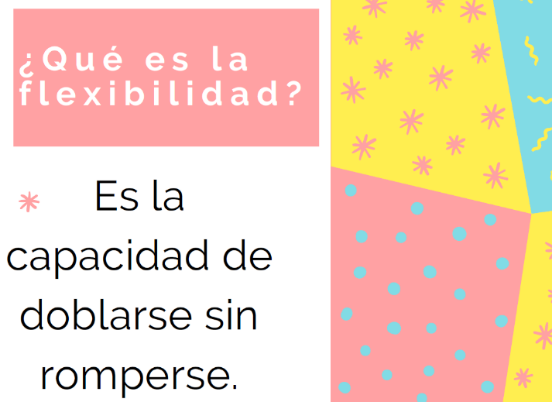 ¿Qué es la
flexibilidad?
Es la
capacidad de
doblarse sin
romperse.